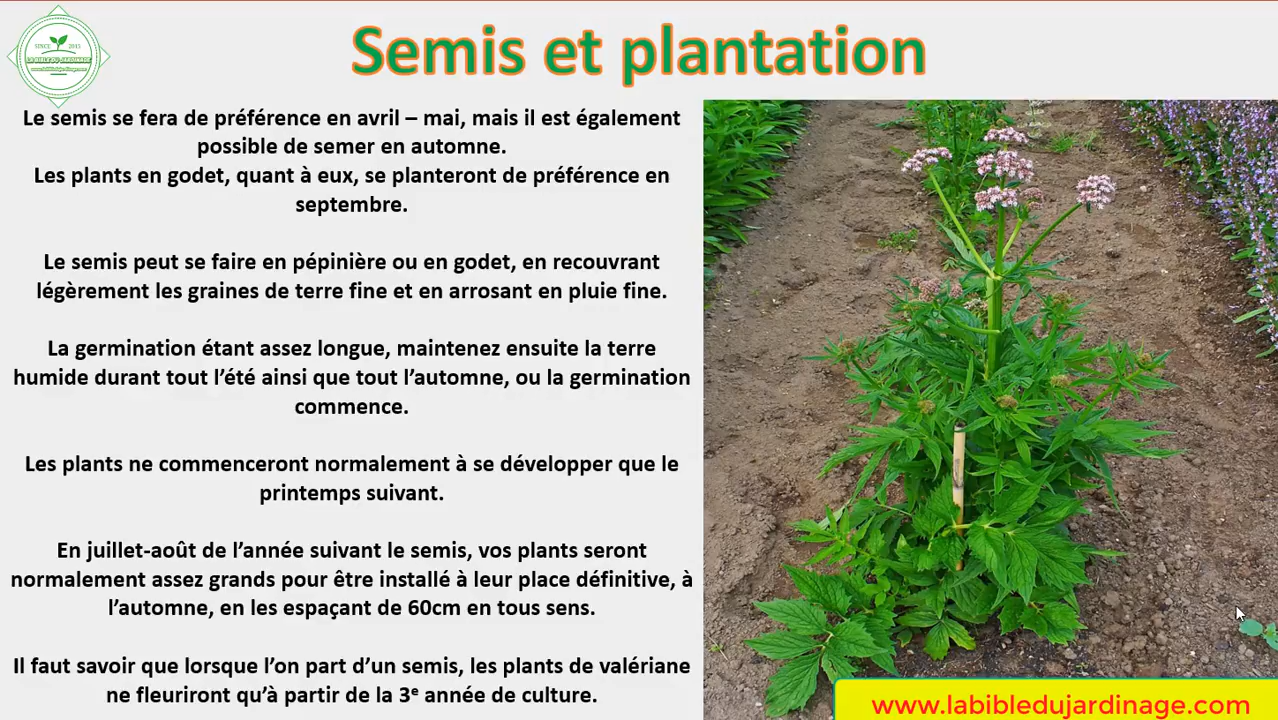 SINCE 2015
LA BIBLE DU JARDINAGE
Semis et plantation
Le semis se fera de préférence en avril – mai, mais il est également
possible de semer en automne.
Les plants en godet, quant à eux, se planteront de préférence en
septembre.
Le semis peut se faire en pépinière ou en godet, en recouvrant
légèrement les graines de terre fine et en arrosant en pluie fine.
La germination étant assez longue, maintenez ensuite la terre
humide durant tout l’été ainsi que tout l’automne, ou la germination
commence.
Les plants ne commenceront normalement à se développer que le
printemps suivant.
En juillet-août de l’année suivant le semis, vos plants seront
normalement assez grands pour être installé à leur place définitive, à
l’automne, en les espaçant de 60cm en tous sens.
Il faut savoir que lorsque l’on part d’un semis, les plants de valériane
ne fleuriront qu’à partir de la 3e année de culture.
www.labibledujardinage.com